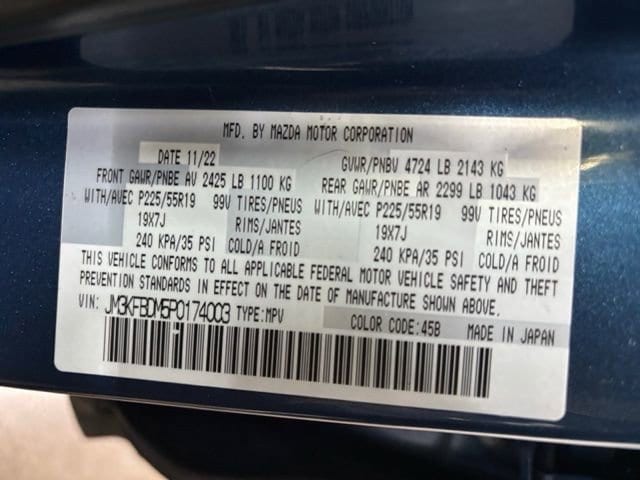 MFD. BY MAZDA MOTOR CORPORATION
DATE 11/22 GVWR/PNBV 4724 LB 2143 KG
FRONT GAWR/PNBE AV 2425 LB 1100 KG REAR GAWR/PNBE AR 2299 LB 1043 KG
WITH/AVEC P225/55R19 99V TIRES/PNEUS WITH/AVEC P225/55R19 99V TIRES/PNEUS
19X7J RIMS/JANTES 19X7J RIMS/JANTES
240 KPA/35 PSI COLD/A FROID 240 KPA/35 PSI COLD/A FROID
THIS VEHICLE CONFORMS TO ALL APPLICABLE FEDERAL MOTOR VEHICLE SAFETY AND THEFT
PREVENTION STANDARDS IN EFFECT ON THE DATE OF MANUFACTURE SHOWN ABOVE.
VIN: JM3KFBDM5P0174003 TYPE:MPV COLOR CODE:45B MADE IN JAPAN